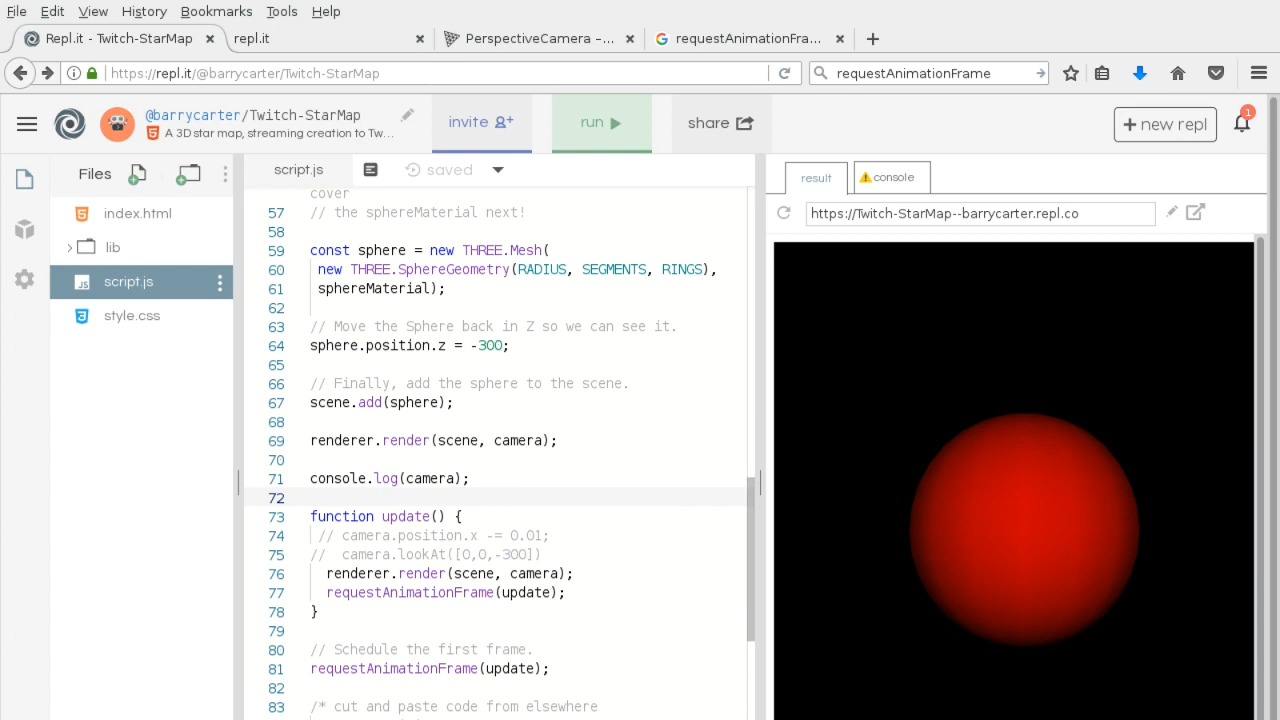 File Edit View History Bookmarks Tools Help
Repl.it - Twitch-StarMap × repl.it × PerspectiveCamera –... × requestAnimationFra... × +
https://repl.it/@barrycarter/Twitch-StarMap requestAnimationFrame
@barrycarter/Twitch-StarMap
A 3D star map, streaming creation to Tw...
invite
run
share
+ new repl
1
Files
index.html
lib
script.js
style.css
script.js
saved
cover
57 // the sphereMaterial next!
58
59 const sphere = new THREE.Mesh(
60 new THREE.SphereGeometry(RADIUS, SEGMENTS, RINGS),
61 sphereMaterial);
62
63 // Move the Sphere back in Z so we can see it.
64 sphere.position.z = -300;
65
66 // Finally, add the sphere to the scene.
67 scene.add(sphere);
68
69 renderer.render(scene, camera);
70
71 console.log(camera);
72
73 function update() {
74 // camera.position.x -= 0.01;
75 // camera.lookAt([0,0,-300])
76 renderer.render(scene, camera);
77 requestAnimationFrame(update);
78 }
79
80 // Schedule the first frame.
81 requestAnimationFrame(update);
82
83 /* cut and paste code from elsewhere
result
console
https://Twitch-StarMap--barrycarter.repl.co